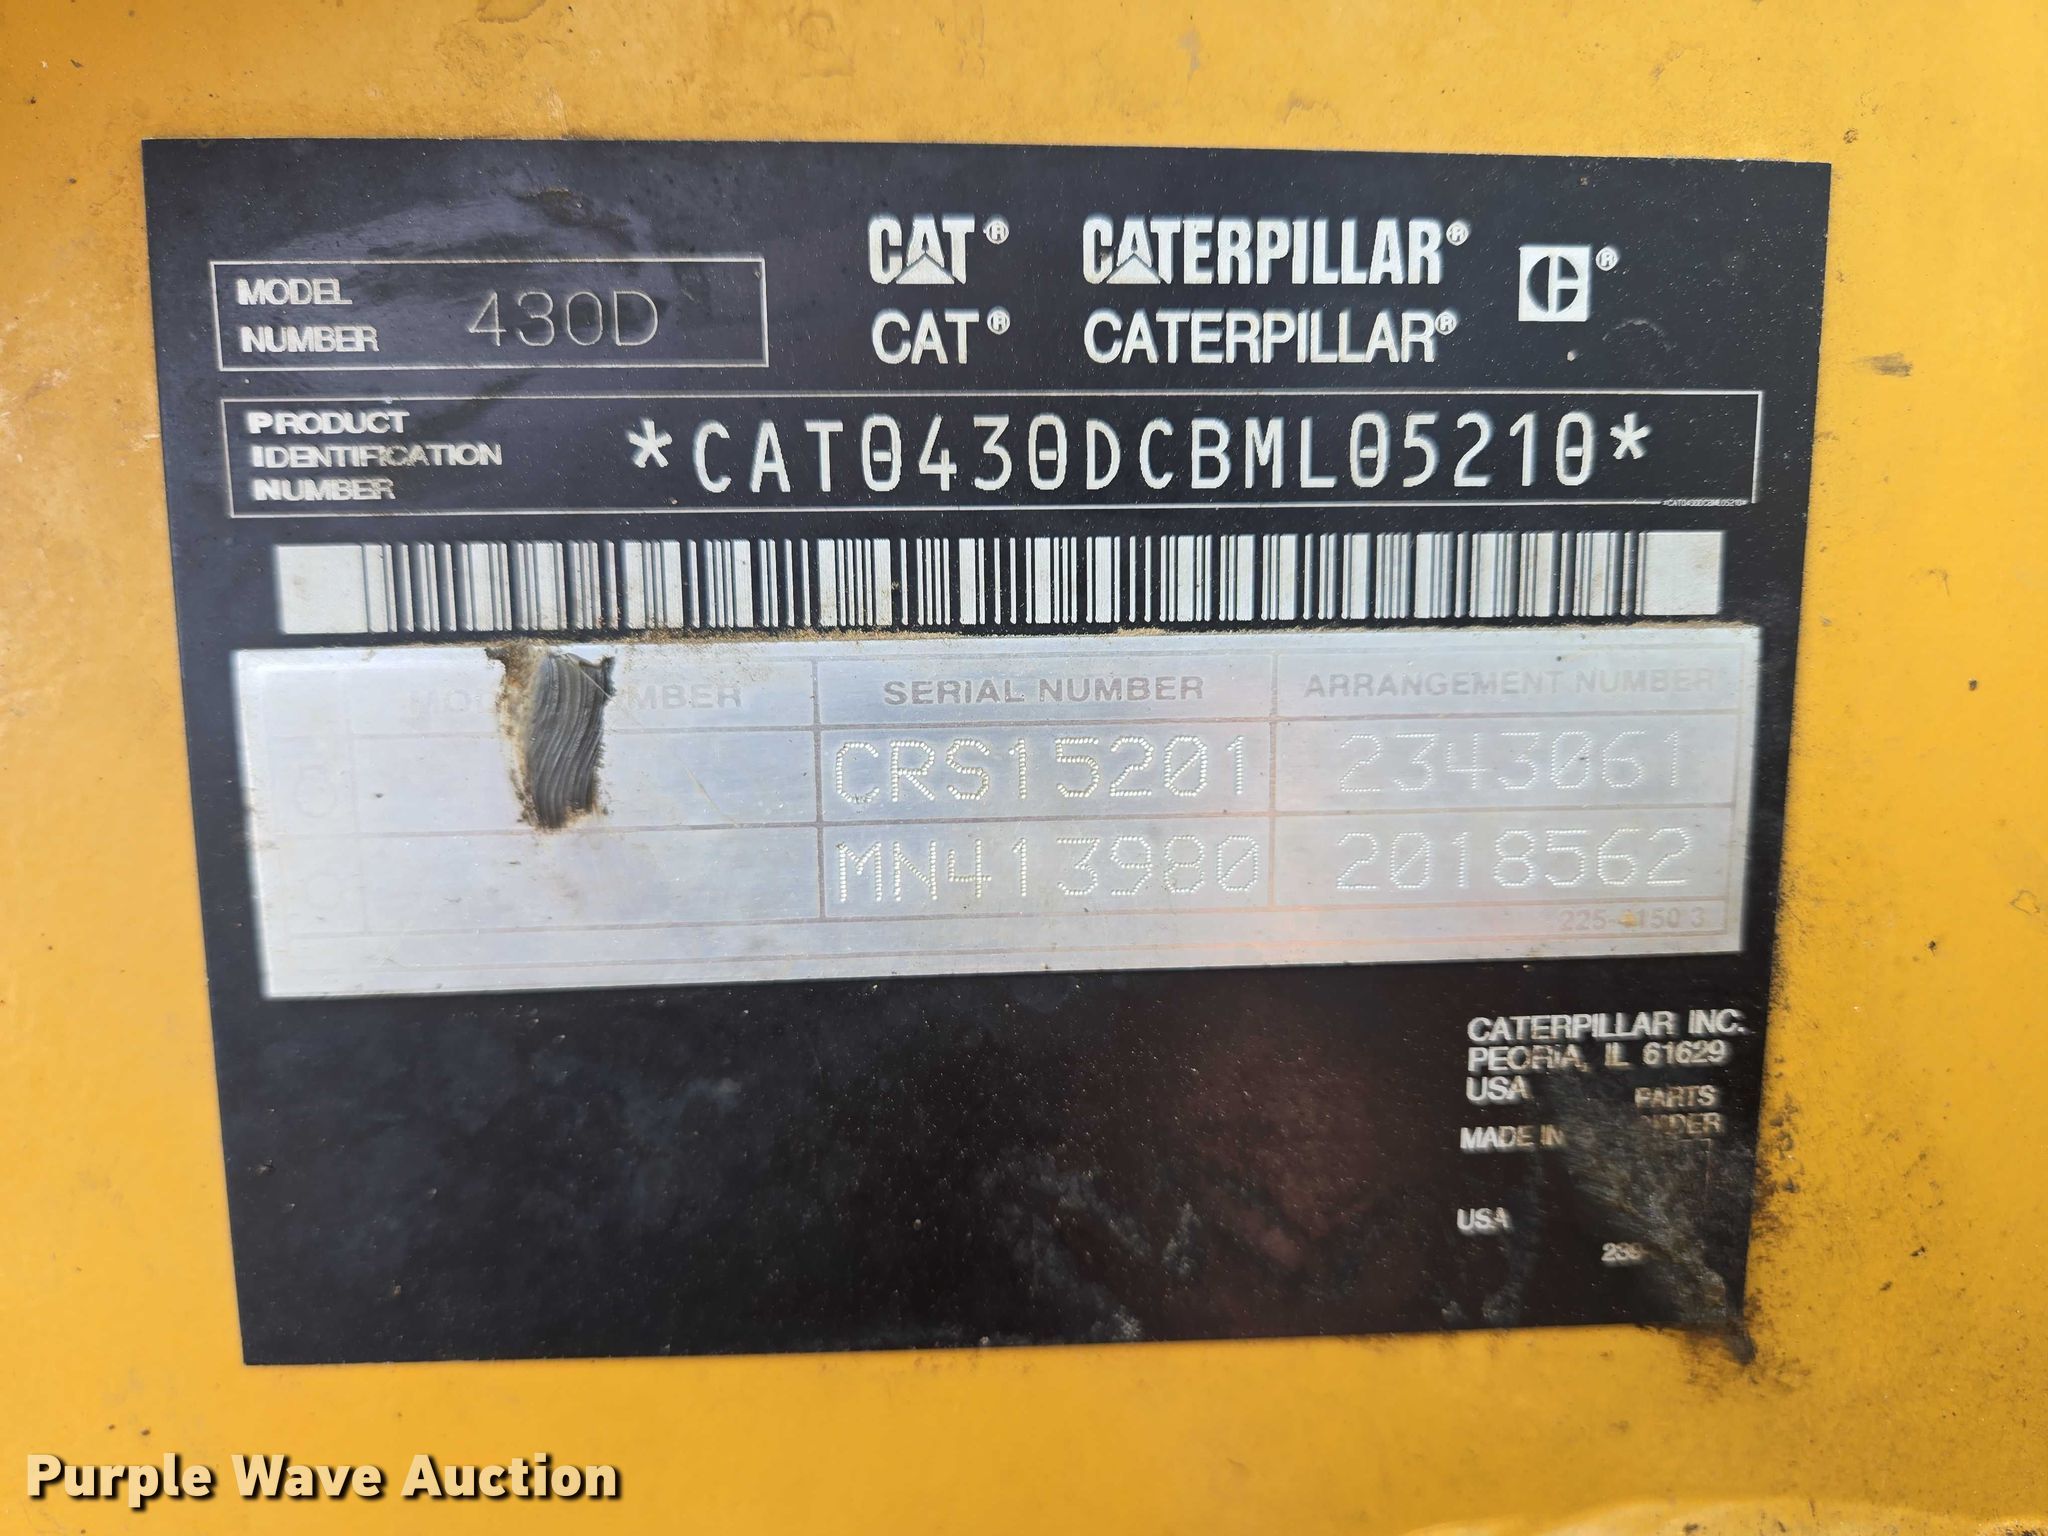 CAT® CATERPILLAR®
CAT® CATERPILLAR®
MODEL
NUMBER 430D
PRODUCT
IDENTIFICATION
NUMBER
*CAT0430DCBML05210*
*CAT0430DCBML05210*
SERIAL NUMBER ARRANGEMENT NUMBER
CRS15201 2343061
MN413980 2018562
CATERPILLAR INC.
PEORIA, IL 61629
USA
PARTS
MADE IN
USA
Purple Wave Auction